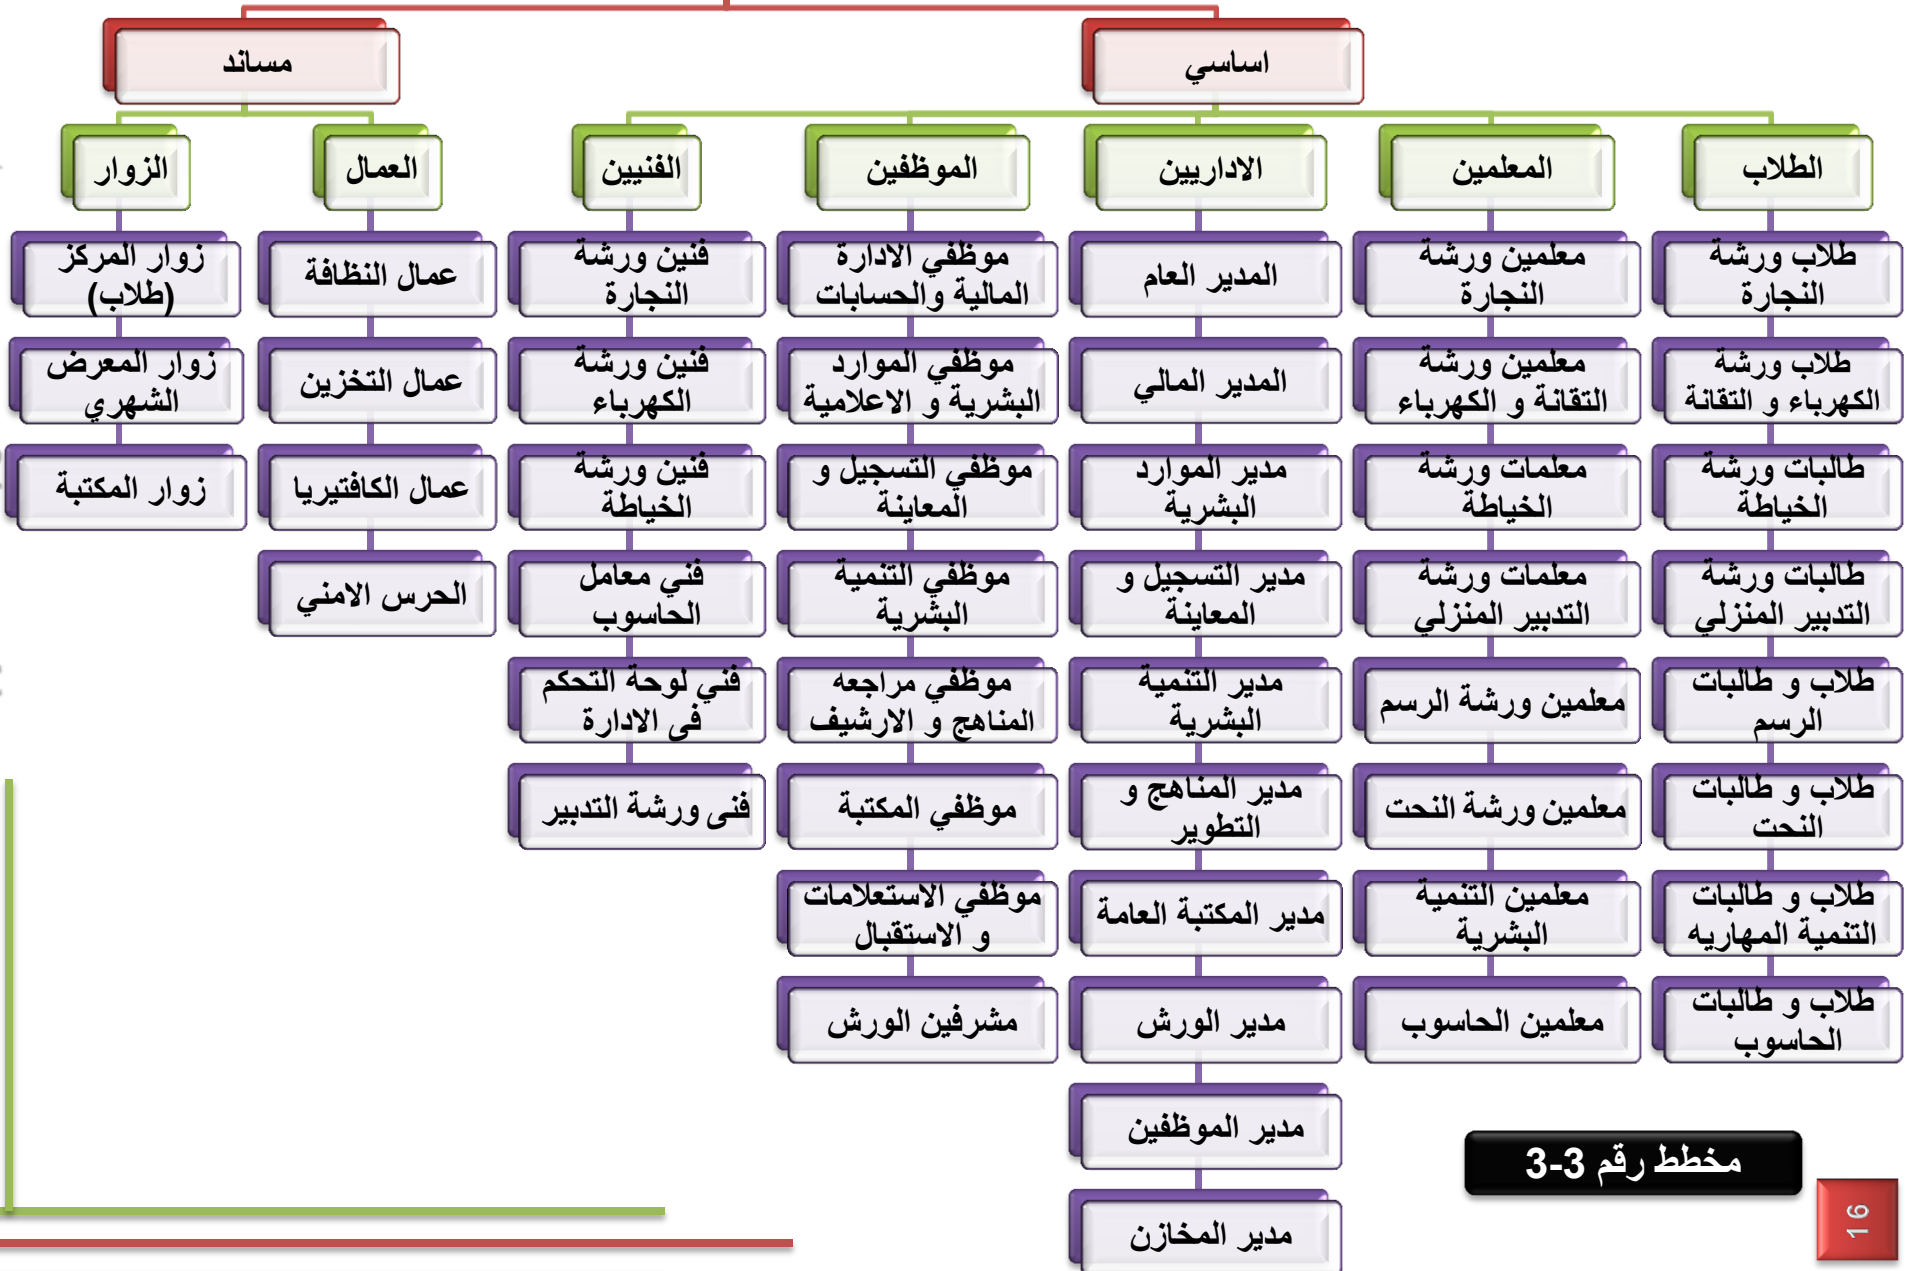 اساسي
مساند
الطلاب
المعلمين
الاداريين
الموظفين
الفنيين
العمال
الزوار
طلاب ورشة
النجارة
طلاب ورشة
الكهرباء و التقانة
طالبات ورشة
الخياطة
طالبات ورشة
التدبير المنزلي
طلاب و طالبات
الرسم
طلاب و طالبات
النحت
طلاب و طالبات
التنمية المهاريه
طلاب و طالبات
الحاسوب
معلمين ورشة
النجارة
معلمين ورشة
التقانة و الكهرباء
معلمات ورشة
الخياطة
معلمات ورشة
التدبير المنزلي
معلمين ورشة الرسم
معلمين ورشة النحت
معلمين التنمية
البشرية
معلمين الحاسوب
المدير العام
المدير المالي
مدير الموارد
البشرية
مدير التسجيل و
المعاينة
مدير التنمية
البشرية
مدير المناهج و
التطوير
مدير المكتبة العامة
مدير الورش
مدير الموظفين
مدير المخازن
موظفي الادارة
المالية والحسابات
موظفي الموارد
البشرية و الاعلامية
موظفي التسجيل و
المعاينة
موظفي التنمية
البشرية
موظفي مراجعه
المناهج و الارشيف
موظفي المكتبة
موظفي الاستعلامات
و الاستقبال
مشرفين الورش
فنين ورشة
النجارة
فنين ورشة
الكهرباء
فنين ورشة
الخياطة
فني معامل
الحاسوب
فني لوحة التحكم
فى الادارة
فنى ورشة التدبير
عمال النظافة
عمال التخزين
عمال الكافتيريا
الحرس الامني
زوار المركز
(طلاب)
زوار المعرض
الشهري
زوار المكتبة
مخطط رقم 3-3
16